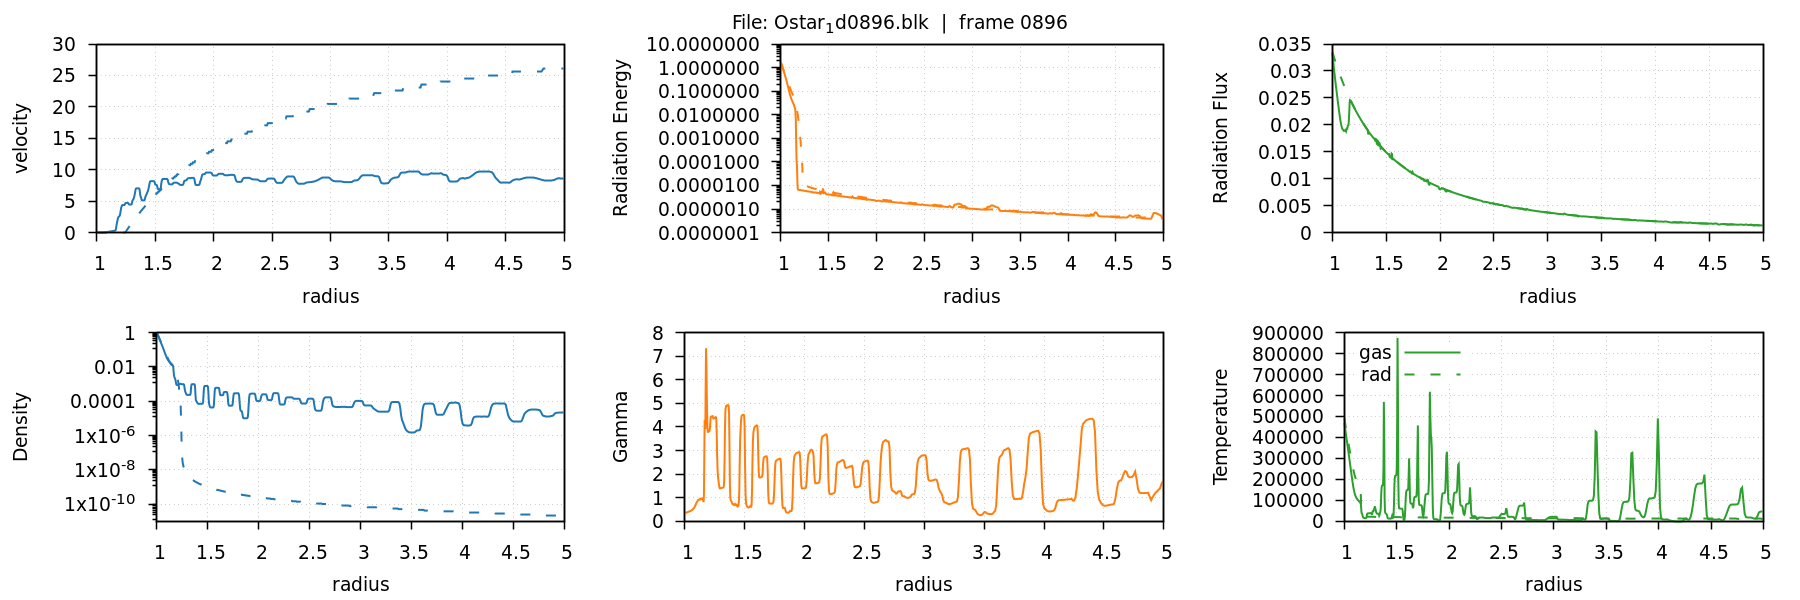 File: Ostar₁d0896.blk | frame 0896
velocity
30
25
20
15
10
5
0
1 1.5 2 2.5 3 3.5 4 4.5 5
radius
Radiation Energy
10.0000000
1.0000000
0.1000000
0.0100000
0.0010000
0.0001000
0.0000100
0.0000010
0.0000001
1 1.5 2 2.5 3 3.5 4 4.5 5
radius
Radiation Flux
0.035
0.03
0.025
0.02
0.015
0.01
0.005
0
1 1.5 2 2.5 3 3.5 4 4.5 5
radius
Density
1
0.01
0.0001
1x10⁻⁶
1x10⁻⁸
1x10⁻¹⁰
1 1.5 2 2.5 3 3.5 4 4.5 5
radius
Gamma
8
7
6
5
4
3
2
1
0
1 1.5 2 2.5 3 3.5 4 4.5 5
radius
Temperature
900000
800000
700000
600000
500000
400000
300000
200000
100000
0
gas
rad
1 1.5 2 2.5 3 3.5 4 4.5 5
radius